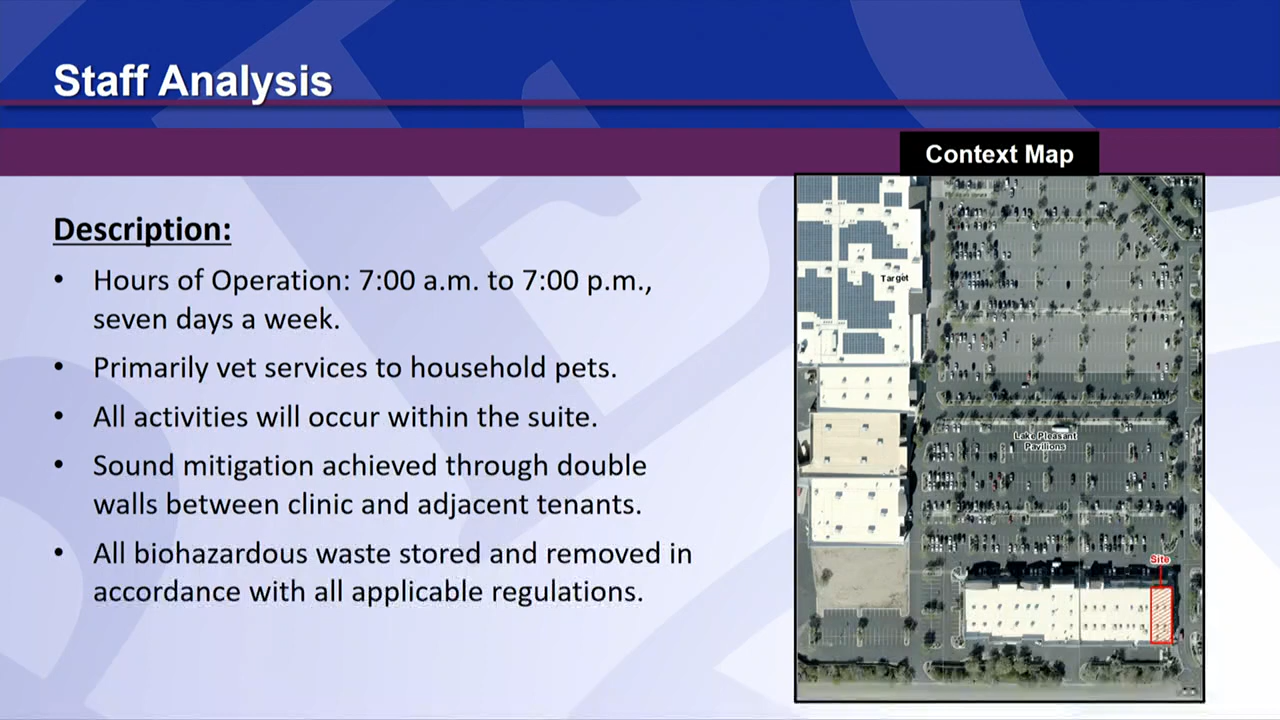 Staff Analysis
Context Map
Description:
• Hours of Operation: 7:00 a.m. to 7:00 p.m.,
seven days a week.
• Primarily vet services to household pets.
• All activities will occur within the suite.
• Sound mitigation achieved through double
walls between clinic and adjacent tenants.
• All biohazardous waste stored and removed in
accordance with all applicable regulations.
Target
Lake Pleasant
Pavilions
Site